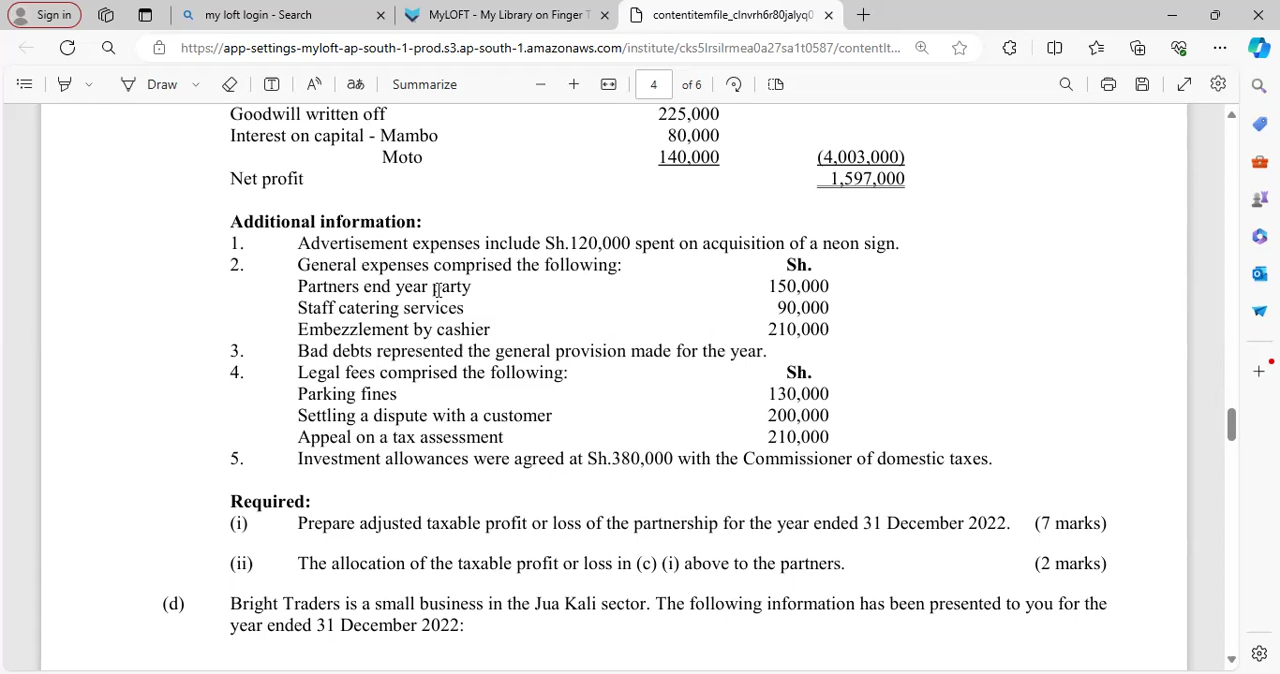 Sign in
my loft login - Search
MyLOFT - My Library on Finger T
contentitemfile_clnvrh6r80jalyq0
https://app-settings-myloft-ap-south-1-prod.s3.ap-south-1.amazonaws.com/institute/cks5lrsilrmea0a27sa1t0587/contentIt...
Draw
aあ
Summarize
4 of 6
Goodwill written off 225,000
Interest on capital - Mambo 80,000
Moto 140,000 (4,003,000)
Net profit 1,597,000
Additional information:
1. Advertisement expenses include Sh.120,000 spent on acquisition of a neon sign.
2. General expenses comprised the following: Sh.
Partners end year party 150,000
Staff catering services 90,000
Embezzlement by cashier 210,000
3. Bad debts represented the general provision made for the year.
4. Legal fees comprised the following: Sh.
Parking fines 130,000
Settling a dispute with a customer 200,000
Appeal on a tax assessment 210,000
5. Investment allowances were agreed at Sh.380,000 with the Commissioner of domestic taxes.
Required:
(i) Prepare adjusted taxable profit or loss of the partnership for the year ended 31 December 2022. (7 marks)
(ii) The allocation of the taxable profit or loss in (c) (i) above to the partners. (2 marks)
(d) Bright Traders is a small business in the Jua Kali sector. The following information has been presented to you for the
year ended 31 December 2022: